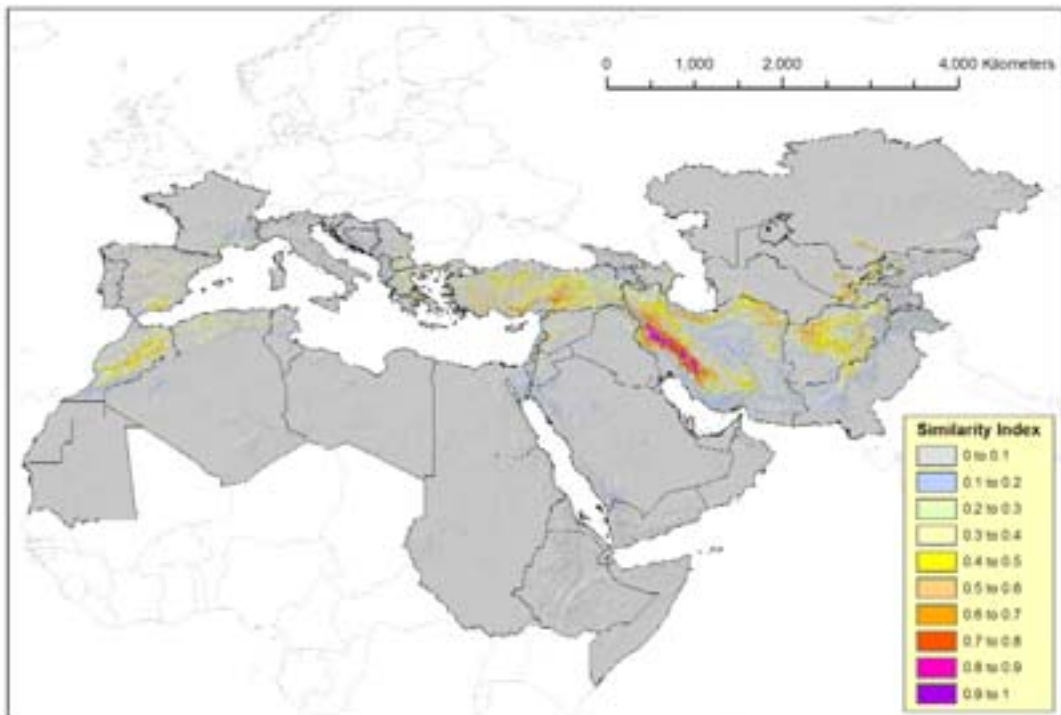 0 1,000 2,000 4,000 Kilometers
Similarity Index
0 to 0.1
0.1 to 0.2
0.2 to 0.3
0.3 to 0.4
0.4 to 0.5
0.5 to 0.6
0.6 to 0.7
0.7 to 0.8
0.8 to 0.9
0.9 to 1